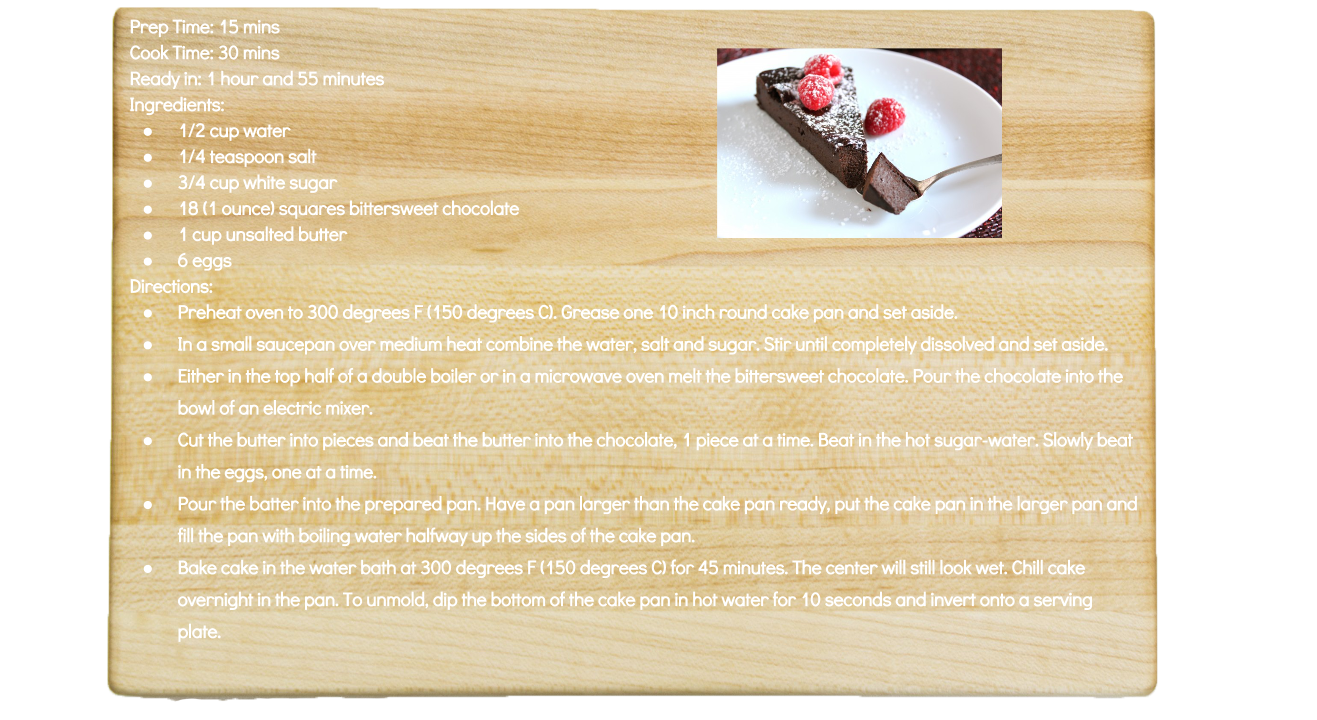 Prep Time: 15 mins
Cook Time: 30 mins
Ready in: 1 hour and 55 minutes
Ingredients:
● 1/2 cup water
● 1/4 teaspoon salt
● 3/4 cup white sugar
● 18 (1 ounce) squares bittersweet chocolate
● 1 cup unsalted butter
● 6 eggs
Directions:
● Preheat oven to 300 degrees F (150 degrees C). Grease one 10 inch round cake pan and set aside.
● In a small saucepan over medium heat combine the water, salt and sugar. Stir until completely dissolved and set aside.
● Either in the top half of a double boiler or in a microwave oven melt the bittersweet chocolate. Pour the chocolate into the
bowl of an electric mixer.
● Cut the butter into pieces and beat the butter into the chocolate, 1 piece at a time. Beat in the hot sugar-water. Slowly beat
in the eggs, one at a time.
● Pour the batter into the prepared pan. Have a pan larger than the cake pan ready, put the cake pan in the larger pan and
fill the pan with boiling water halfway up the sides of the cake pan.
● Bake cake in the water bath at 300 degrees F (150 degrees C) for 45 minutes. The center will still look wet. Chill cake
overnight in the pan. To unmold, dip the bottom of the cake pan in hot water for 10 seconds and invert onto a serving
plate.